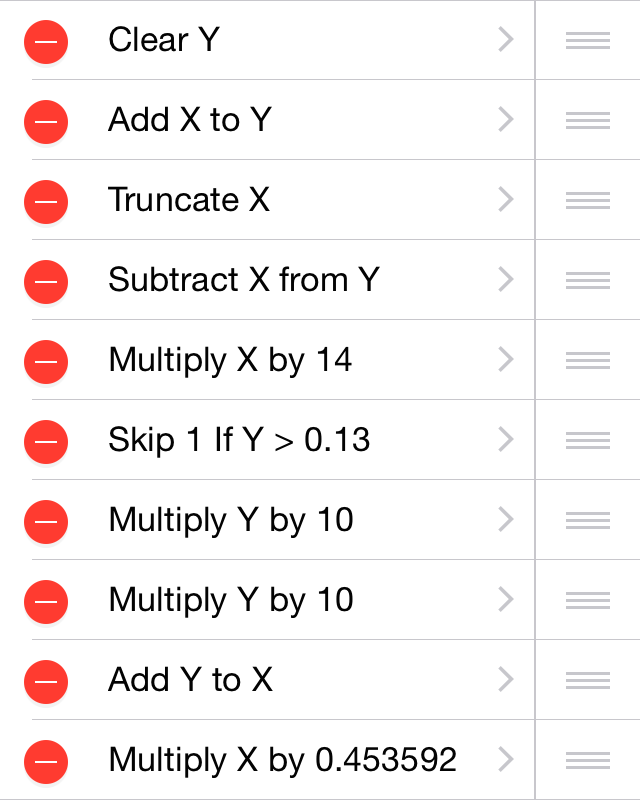 Clear Y
Add X to Y
Truncate X
Subtract X from Y
Multiply X by 14
Skip 1 If Y > 0.13
Multiply Y by 10
Multiply Y by 10
Add Y to X
Multiply X by 0.453592